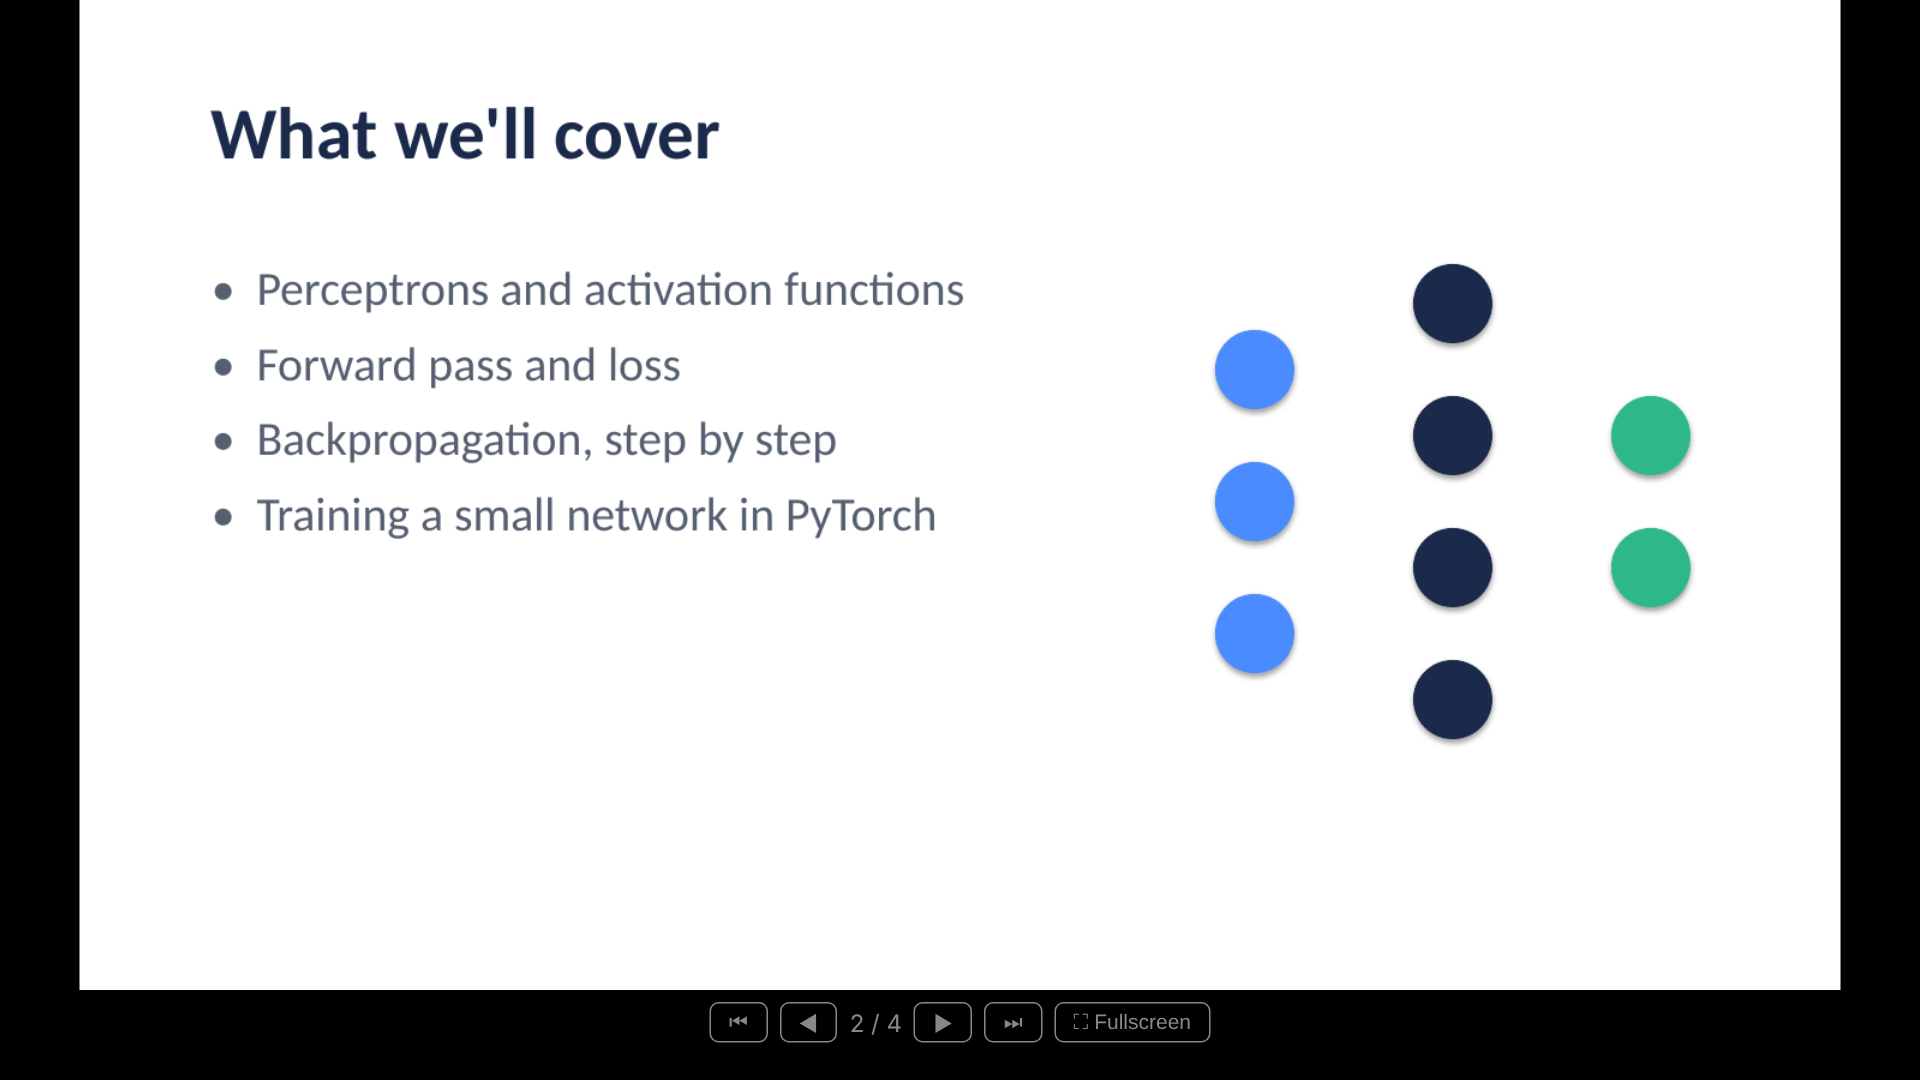 What we'll cover
• Perceptrons and activation functions
• Forward pass and loss
• Backpropagation, step by step
• Training a small network in PyTorch
2 / 4
Fullscreen